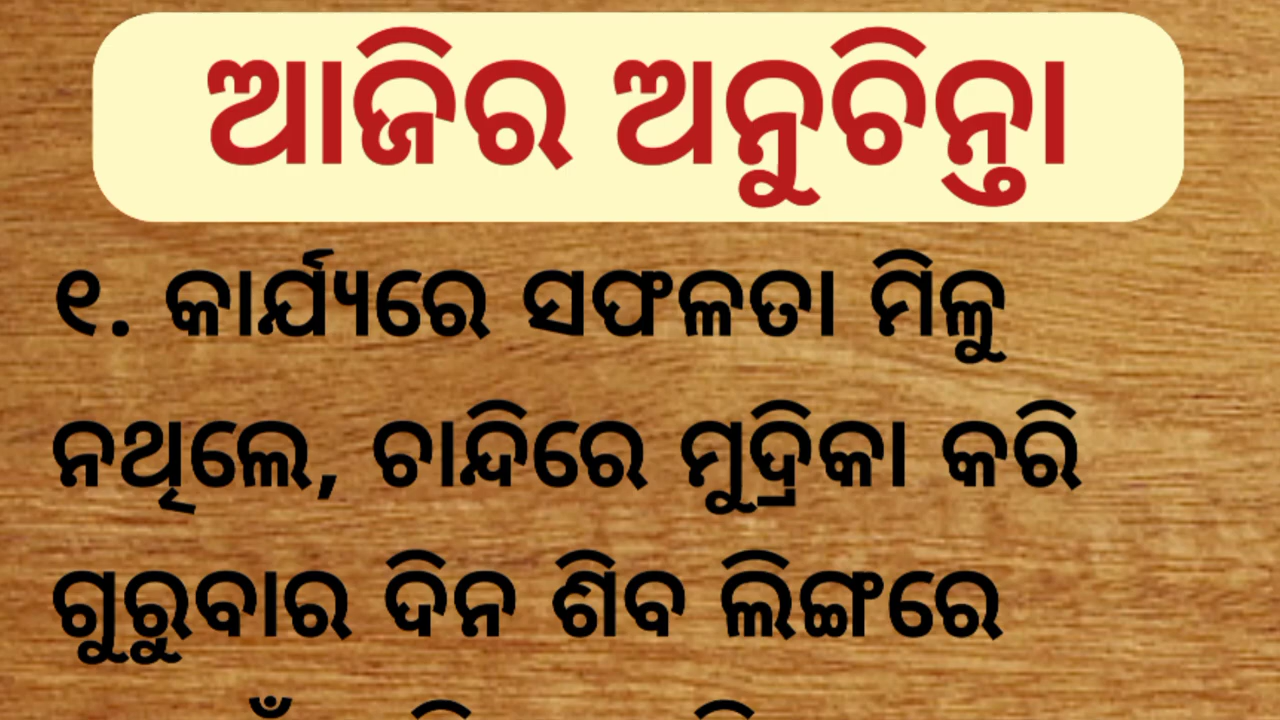 ଆଜିର ଅନୁଚିନ୍ତା
୧. କାର୍ଯ୍ୟରେ ସଫଳତା ମିଳୁ
ନଥିଲେ, ଚାନ୍ଦିରେ ମୁଦ୍ରିକା କରି
ଗୁରୁବାର ଦିନ ଶିବ ଲିଙ୍ଗରେ